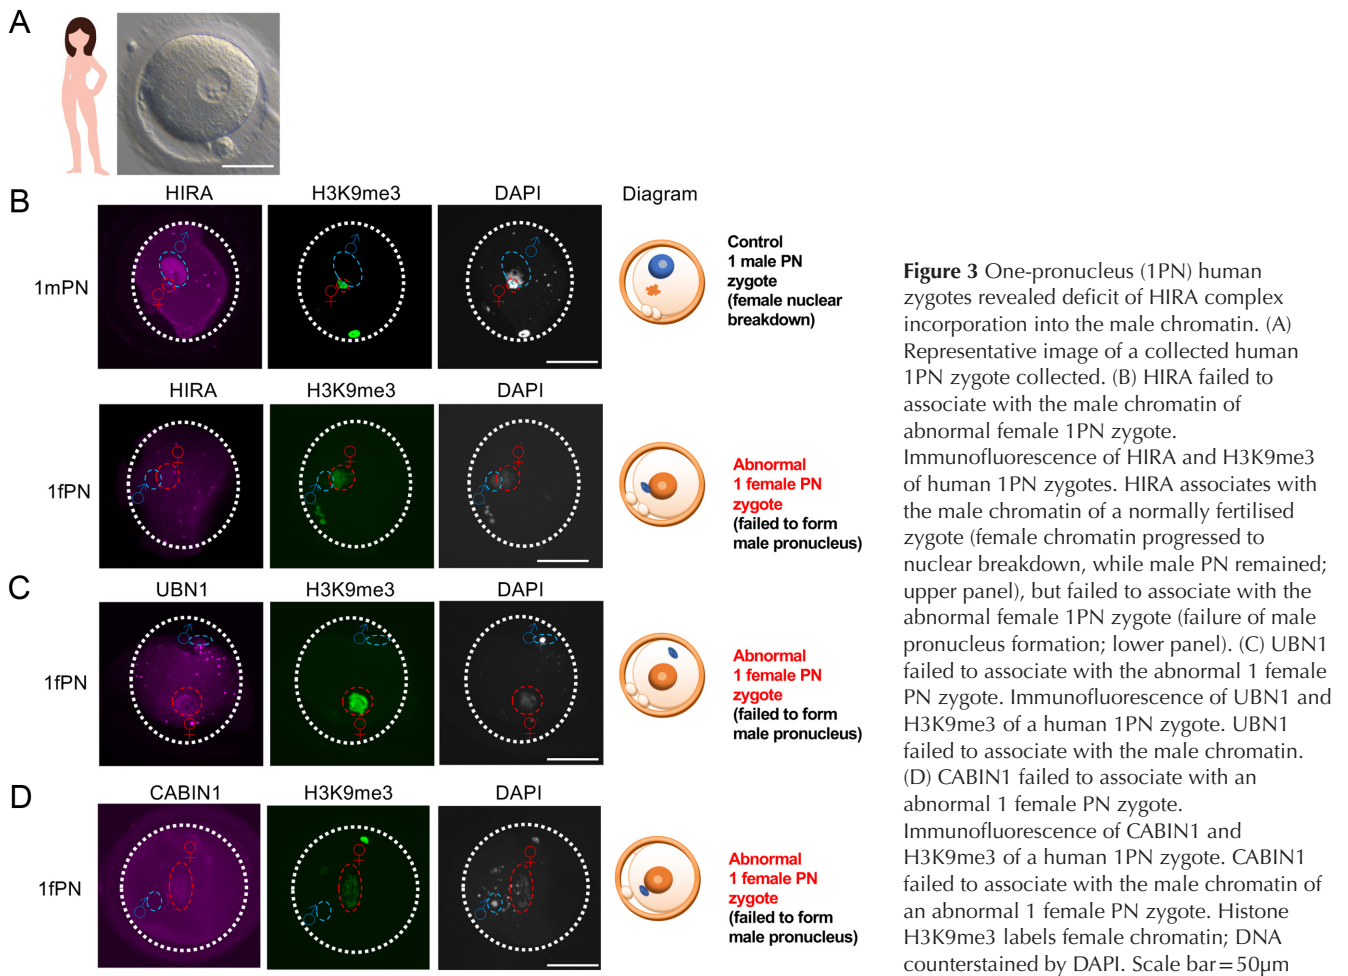 A
B
HIRA H3K9me3 DAPI Diagram
1mPN
♂ ♀ ♂ ♀ ♂ ♀
Control
1 male PN
zygote
(female nuclear
breakdown)
HIRA H3K9me3 DAPI
1fPN
♂ ♀ ♂ ♀ ♂ ♀
Abnormal
1 female PN
zygote
(failed to form
male pronucleus)
C
UBN1 H3K9me3 DAPI
1fPN
♂ ♀ ♂ ♀ ♂
Abnormal
1 female PN
zygote
(failed to form
male pronucleus)
D
CABIN1 H3K9me3 DAPI
1fPN
♂ ♀ ♂ ♀ ♂ ♀
Abnormal
1 female PN
zygote
(failed to form
male pronucleus)
Figure 3 One-pronucleus (1PN) human
zygotes revealed deficit of HIRA complex
incorporation into the male chromatin. (A)
Representative image of a collected human
1PN zygote collected. (B) HIRA failed to
associate with the male chromatin of
abnormal female 1PN zygote.
Immunofluorescence of HIRA and H3K9me3
of human 1PN zygotes. HIRA associates with
the male chromatin of a normally fertilised
zygote (female chromatin progressed to
nuclear breakdown, while male PN remained;
upper panel), but failed to associate with the
abnormal female 1PN zygote (failure of male
pronucleus formation; lower panel). (C) UBN1
failed to associate with the abnormal 1 female
PN zygote. Immunofluorescence of UBN1 and
H3K9me3 of a human 1PN zygote. UBN1
failed to associate with the male chromatin.
(D) CABIN1 failed to associate with an
abnormal 1 female PN zygote.
Immunofluorescence of CABIN1 and
H3K9me3 of a human 1PN zygote. CABIN1
failed to associate with the male chromatin of
an abnormal 1 female PN zygote. Histone
H3K9me3 labels female chromatin; DNA
counterstained by DAPI. Scale bar=50μm